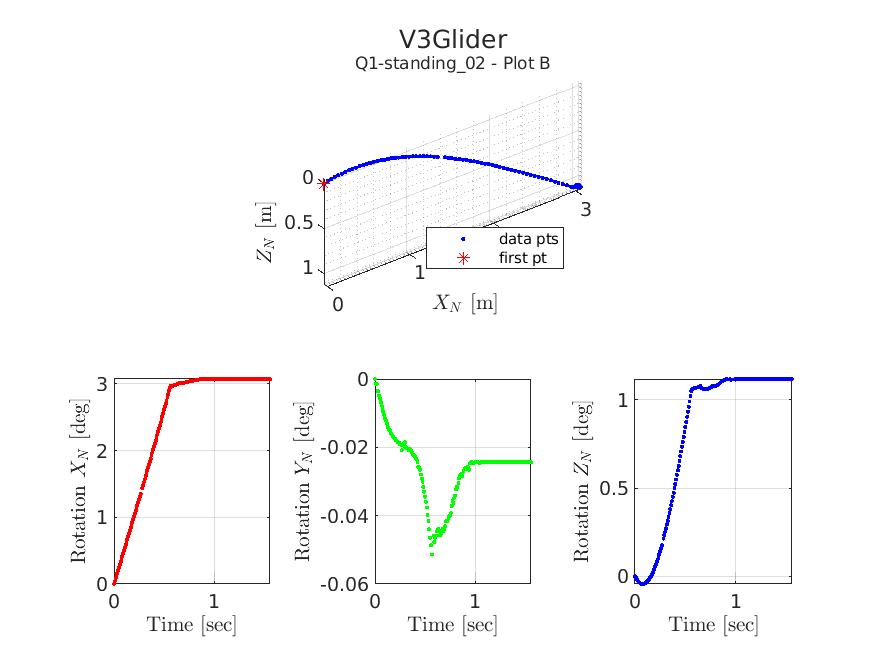 V3Glider
Q1-standing_02 - Plot B
0
0.5
1
Z_N [m]
0
1
3
X_N [m]
data pts
first pt
3
2
1
0
Rotation X_N [deg]
0
1
Time [sec]
0
-0.02
-0.04
-0.06
Rotation Y_N [deg]
0
1
Time [sec]
1
0.5
0
Rotation Z_N [deg]
0
1
Time [sec]